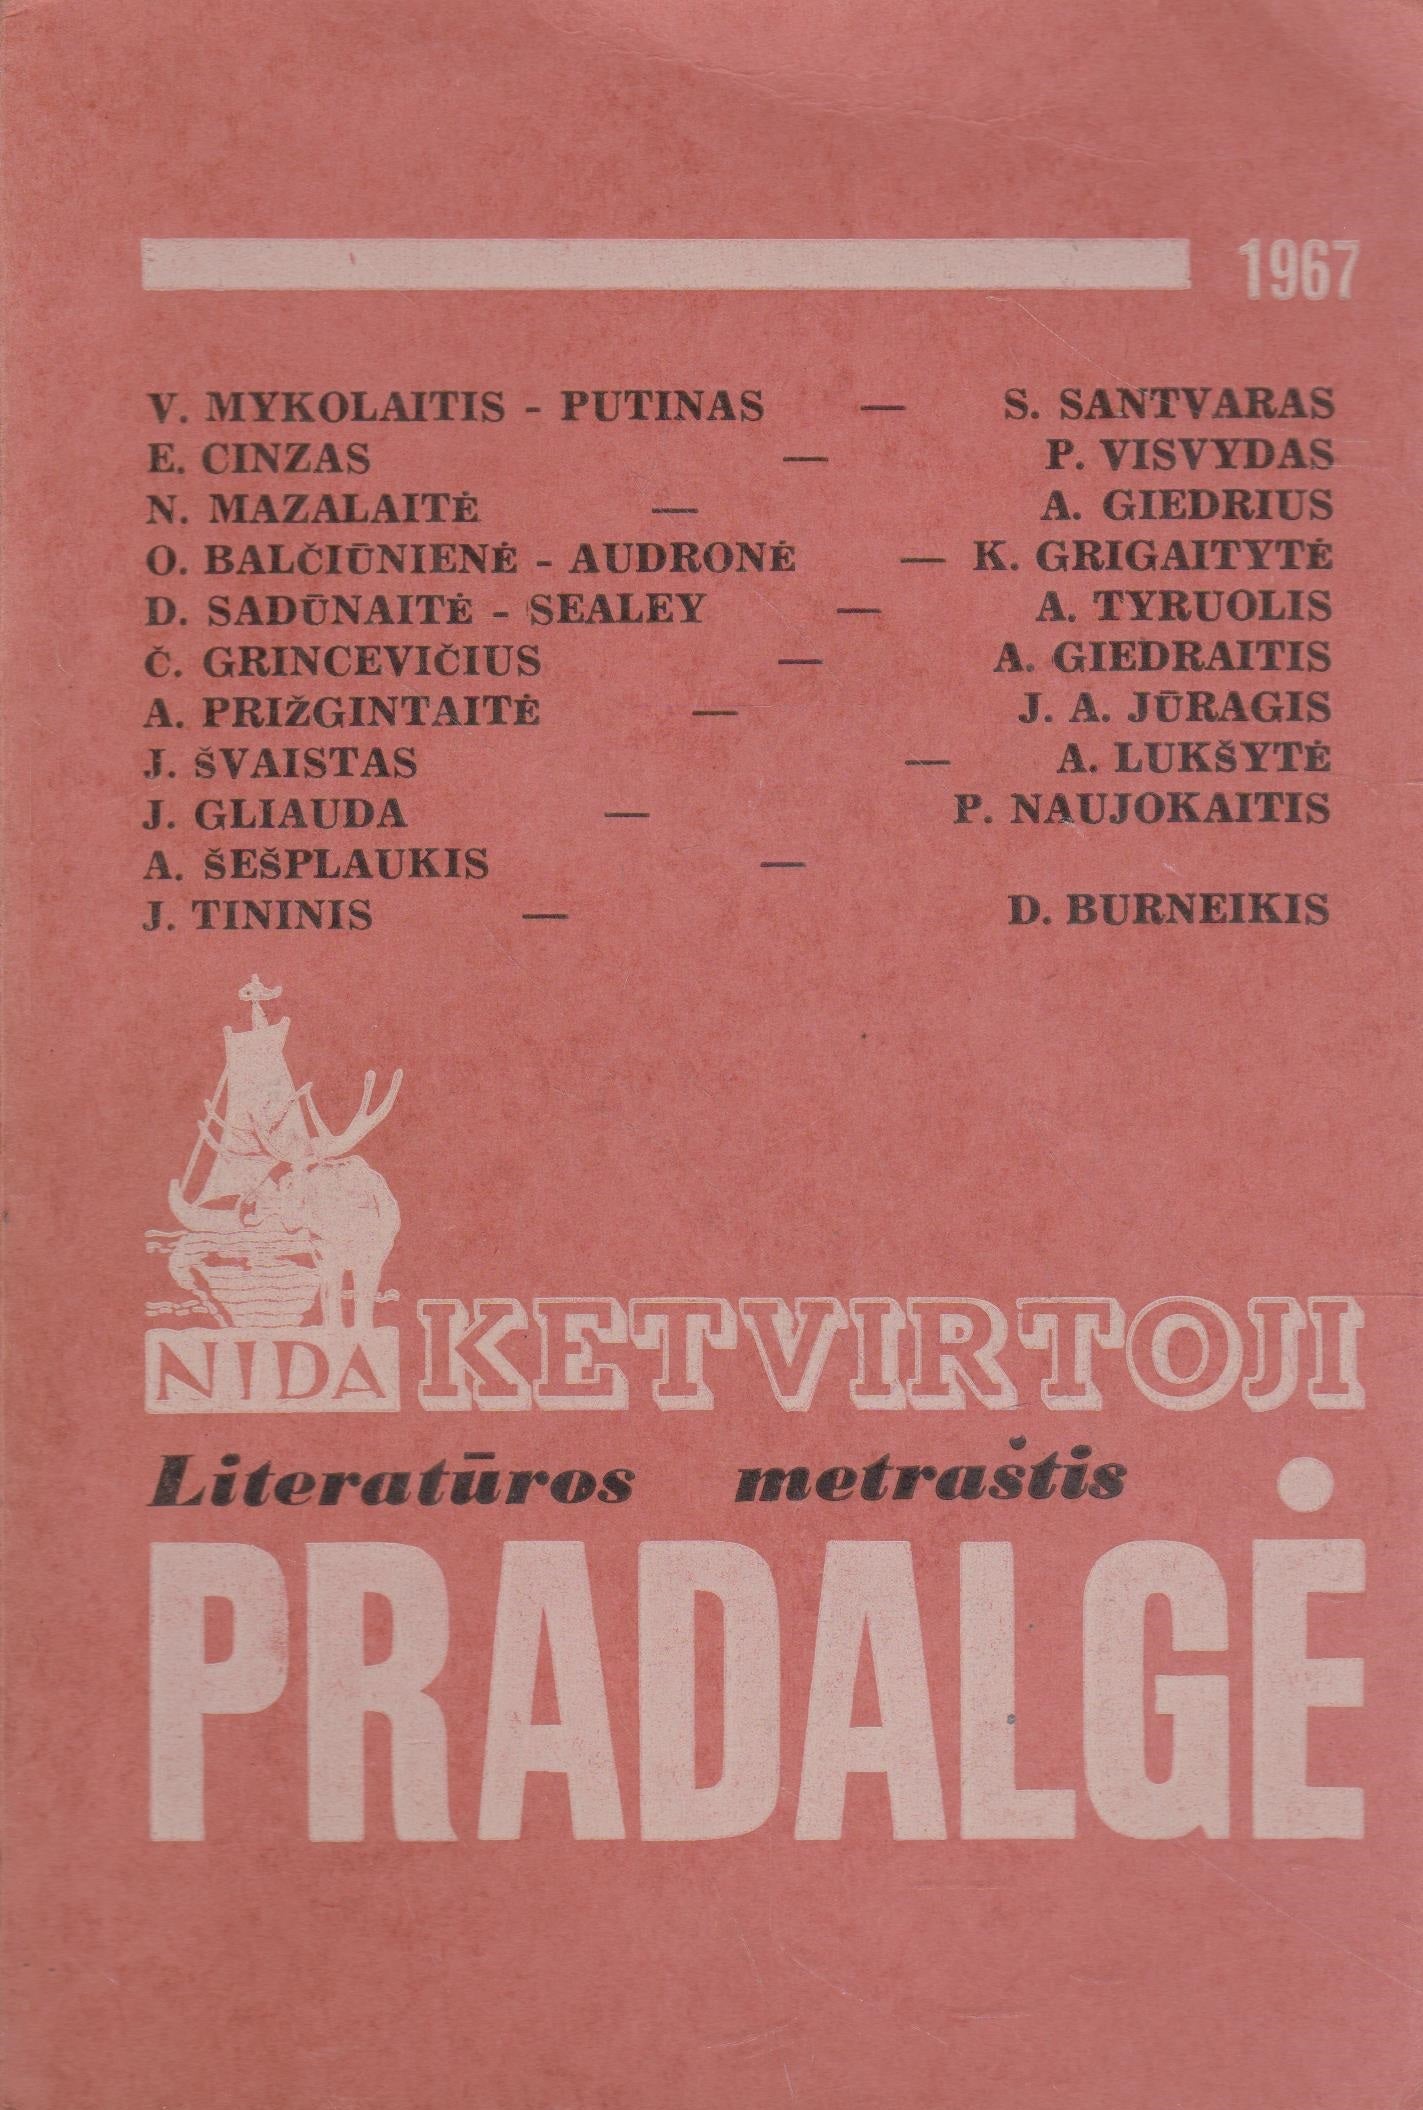 1967
V. MYKOLAITIS - PUTINAS — S. SANTVARAS
E. CINZAS — P. VISVYDAS
N. MAZALAITĖ — A. GIEDRIUS
O. BALČIŪNIENĖ - AUDRONĖ — K. GRIGAITYTĖ
D. SADŪNAITĖ - SEALEY — A. TYRUOLIS
Č. GRINCEVIČIUS — A. GIEDRAITIS
A. PRIŽGINTAITĖ — J. A. JŪRAGIS
J. ŠVAISTAS — A. LUKŠYTĖ
J. GLIAUDA — P. NAUJOKAITIS
A. ŠEŠPLAUKIS —
J. TININIS — D. BURNEIKIS
NIDA KETVIRTOJI
Literatūros metraštis
PRADALGĖ